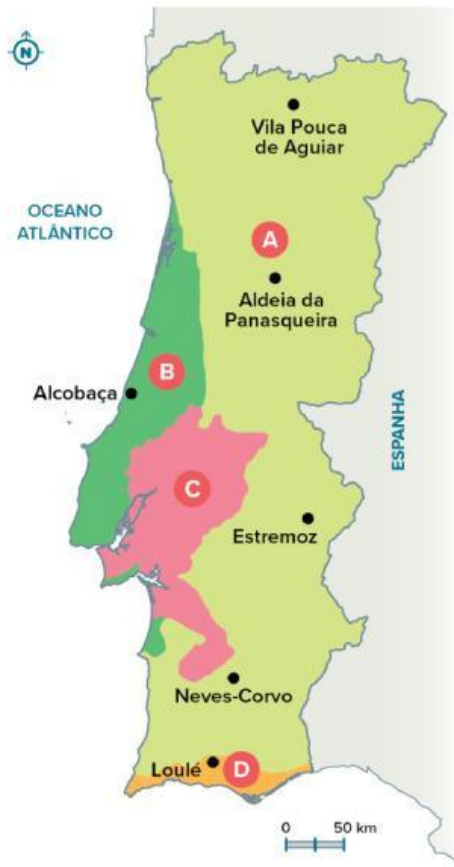 N
Vila Pouca
de Aguiar
OCEANO
ATLÂNTICO
A
Aldeia da
Panasqueira
B
Alcobaça
ESPANHA
C
Estremoz
Neves-Corvo
Loulé
D
0 50 km